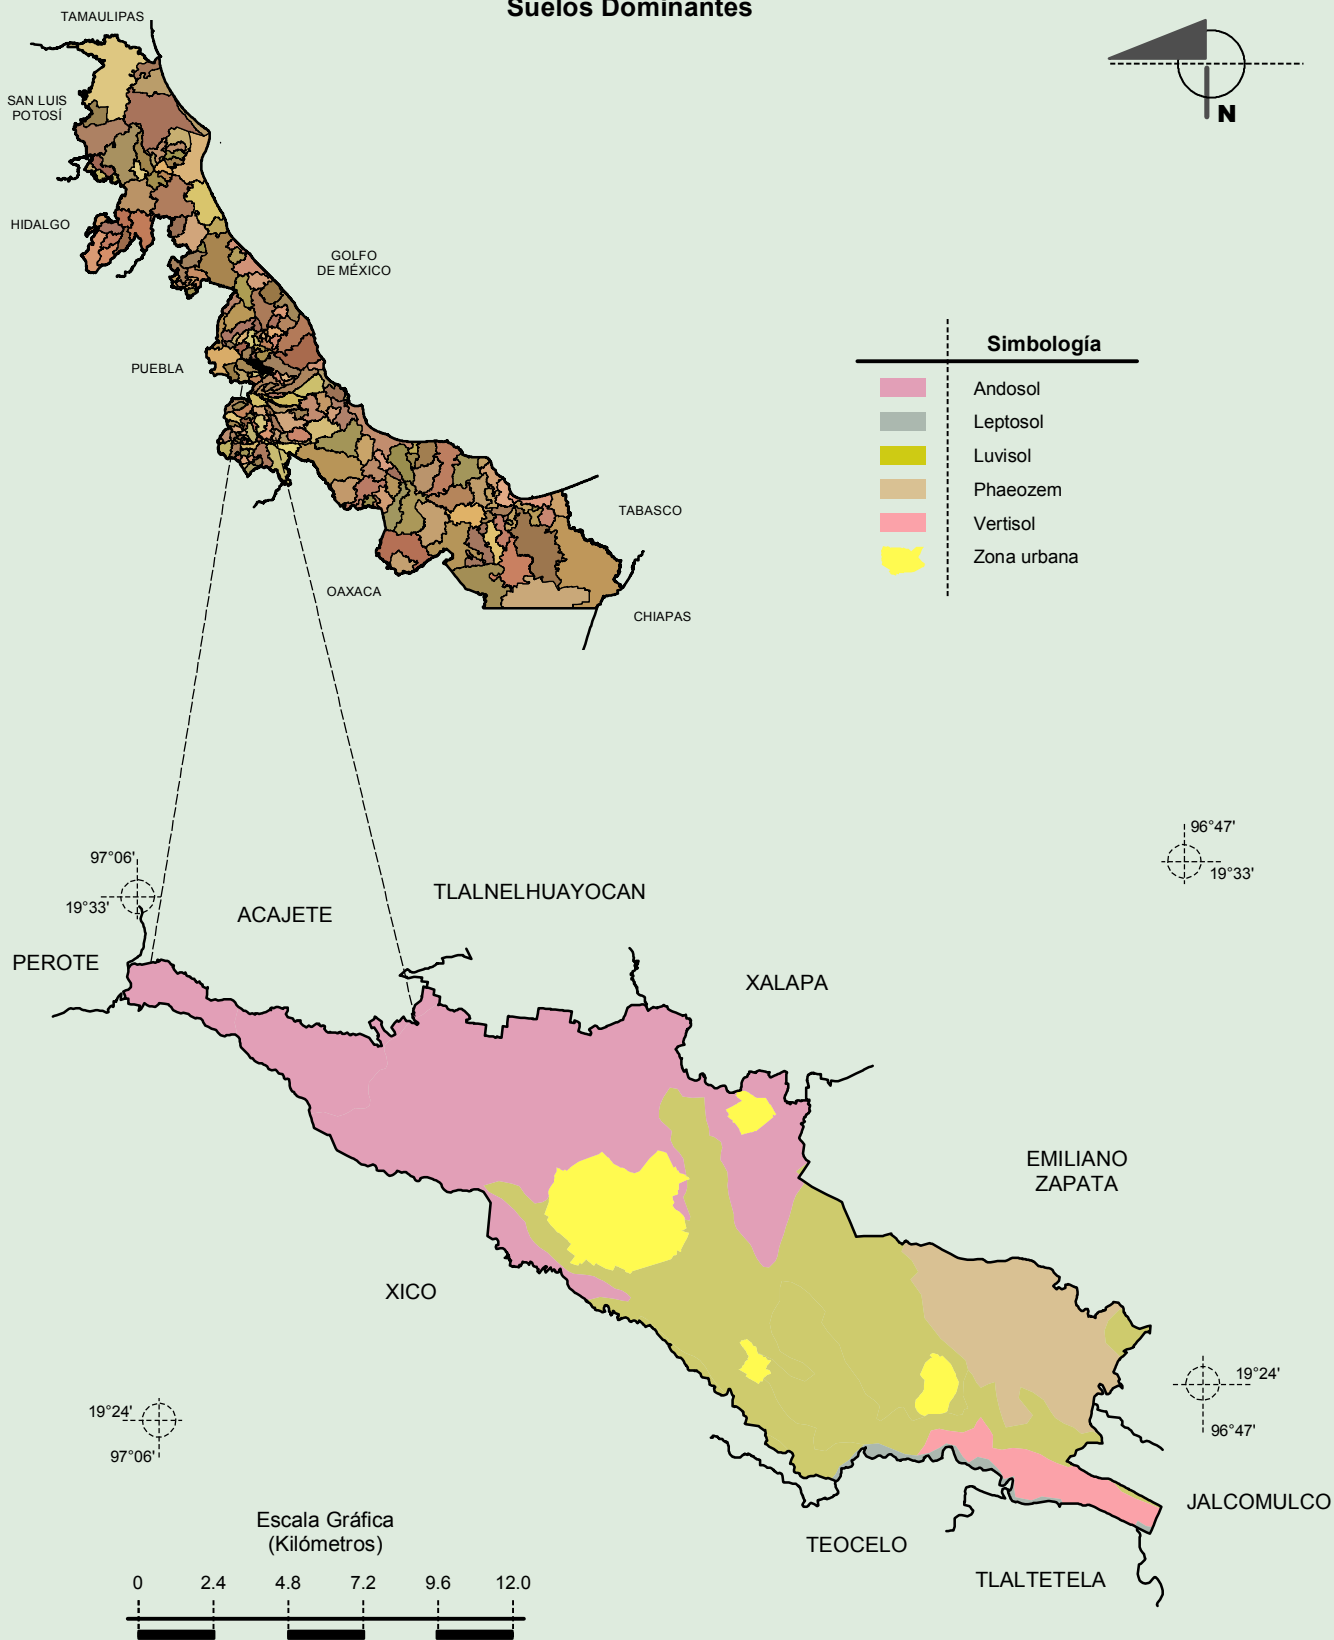 Suelos Dominantes
TAMAULIPAS
SAN LUIS
POTOSÍ
HIDALGO
GOLFO
DE MÉXICO
PUEBLA
TABASCO
OAXACA
CHIAPAS
N
Simbología
Andosol
Leptosol
Luvisol
Phaeozem
Vertisol
Zona urbana
96°47'
19°33'
97°06'
19°33'
TLALNELHUAYOCAN
ACAJETE
PEROTE
XALAPA
EMILIANO
ZAPATA
XICO
19°24'
96°47'
19°24'
97°06'
JALCOMULCO
TEOCELO
TLALTETELA
Escala Gráfica
(Kilómetros)
0 2.4 4.8 7.2 9.6 12.0